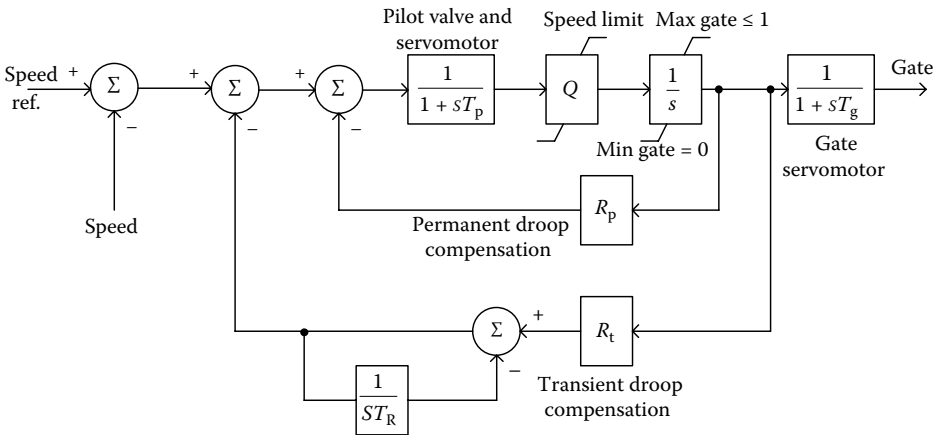 Pilot valve and
servomotor
Speed limit
Max gate ≤ 1
Speed
ref.
+
Σ
−
+
Σ
−
+
Σ
−
1
1 + sTp
Q
1
s
1
1 + sTg
Gate
Min gate = 0
Gate
servomotor
Speed
Rp
Permanent droop
compensation
Σ
+
−
Rt
1
STR
Transient droop
compensation